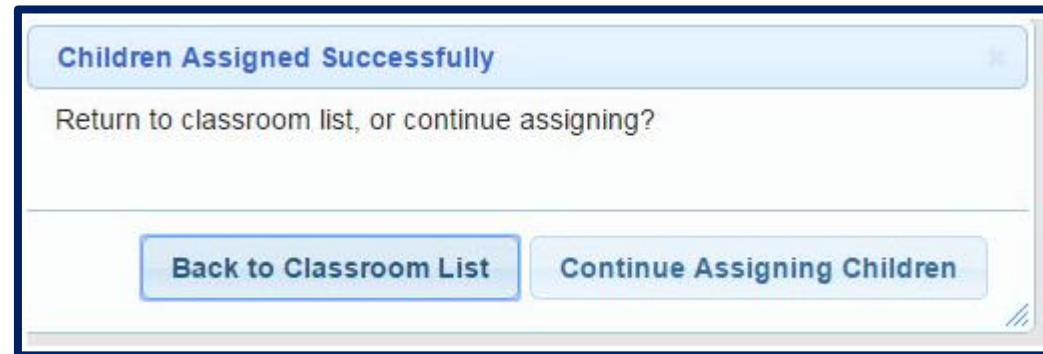 Children Assigned Successfully
Return to classroom list, or continue assigning?
Back to Classroom List
Continue Assigning Children